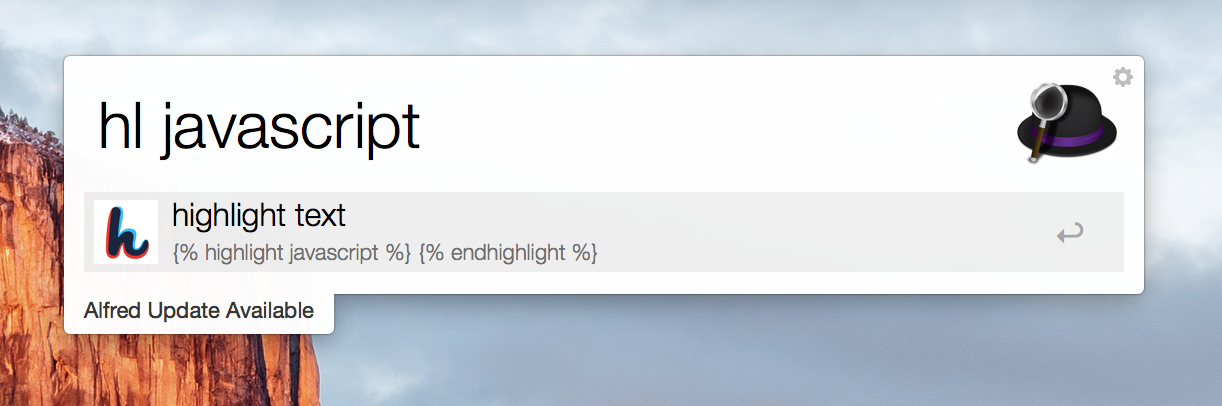 hl javascript
highlight text
{% highlight javascript %} {% endhighlight %}
Alfred Update Available